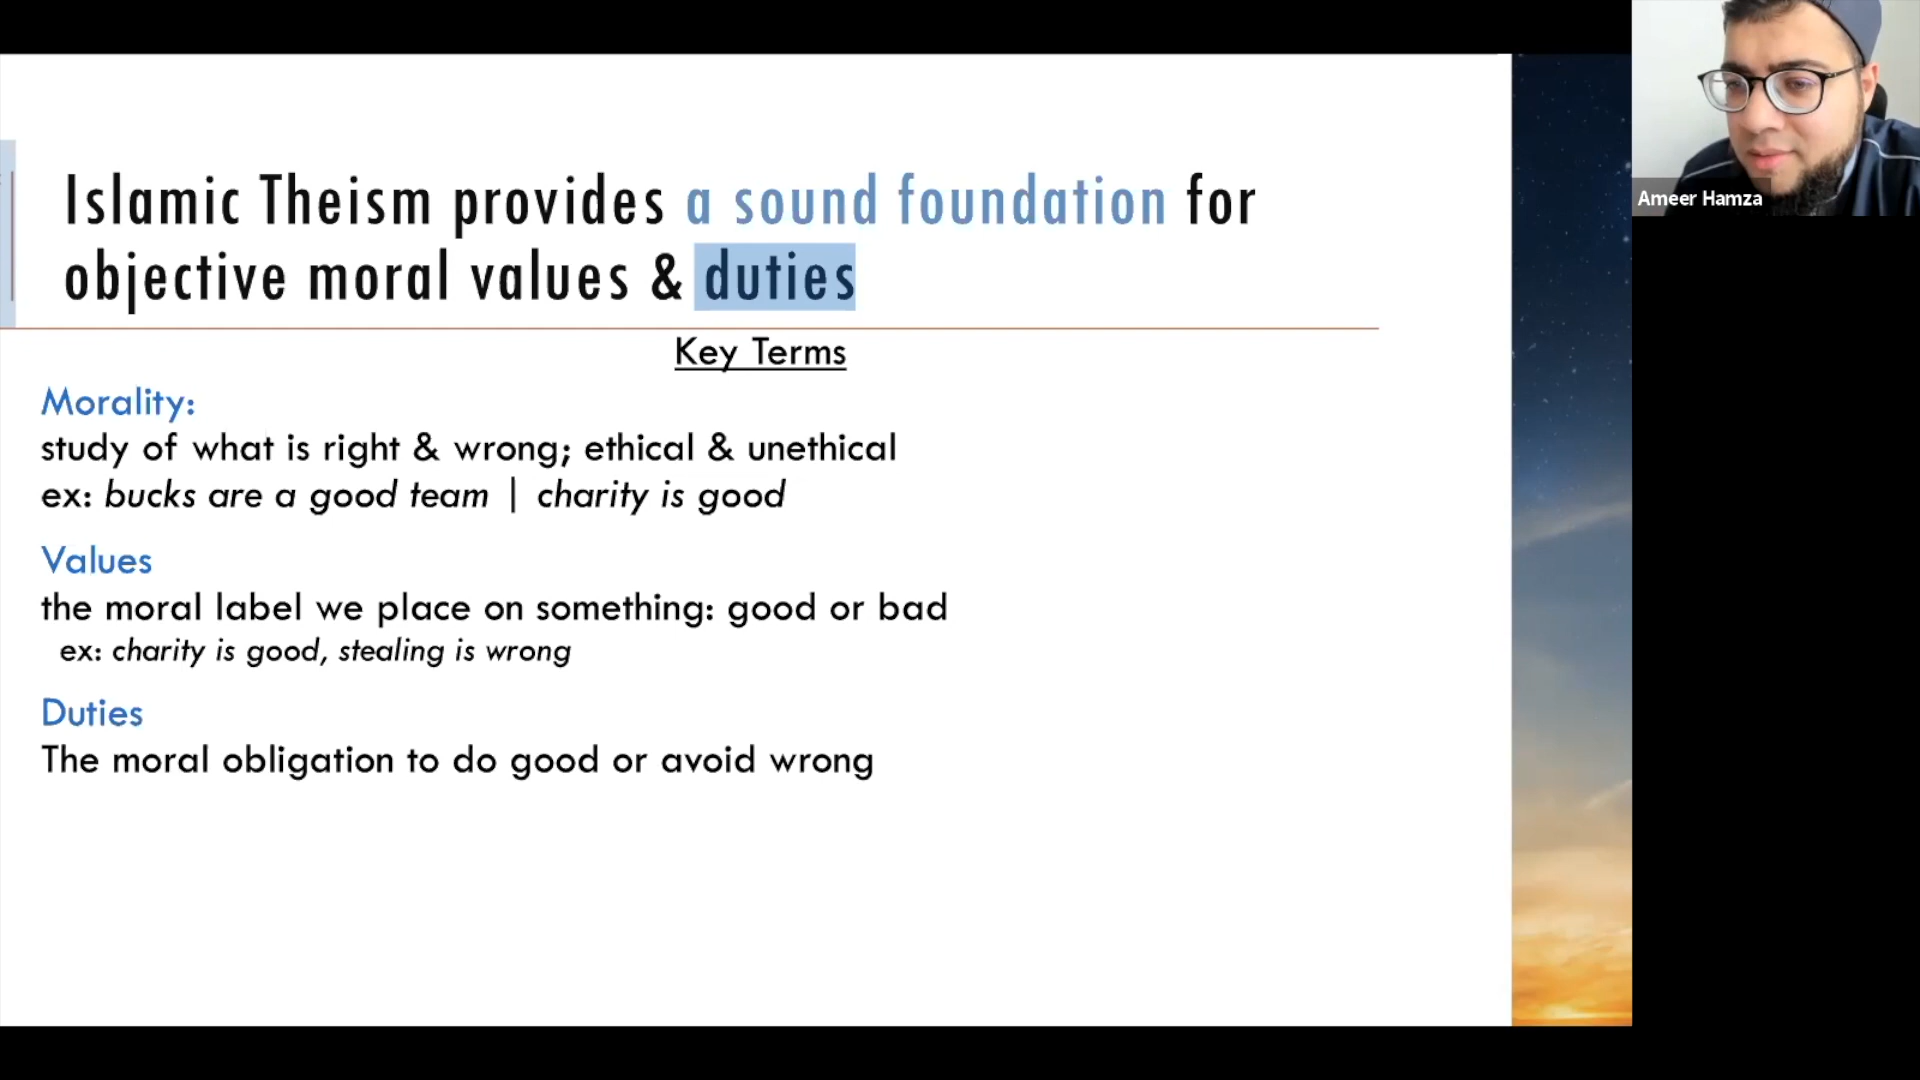 Islamic Theism provides a sound foundation for
objective moral values & duties
Key Terms
Morality:
study of what is right & wrong; ethical & unethical
ex: bucks are a good team | charity is good
Values
the moral label we place on something: good or bad
ex: charity is good, stealing is wrong
Duties
The moral obligation to do good or avoid wrong
Ameer Hamza